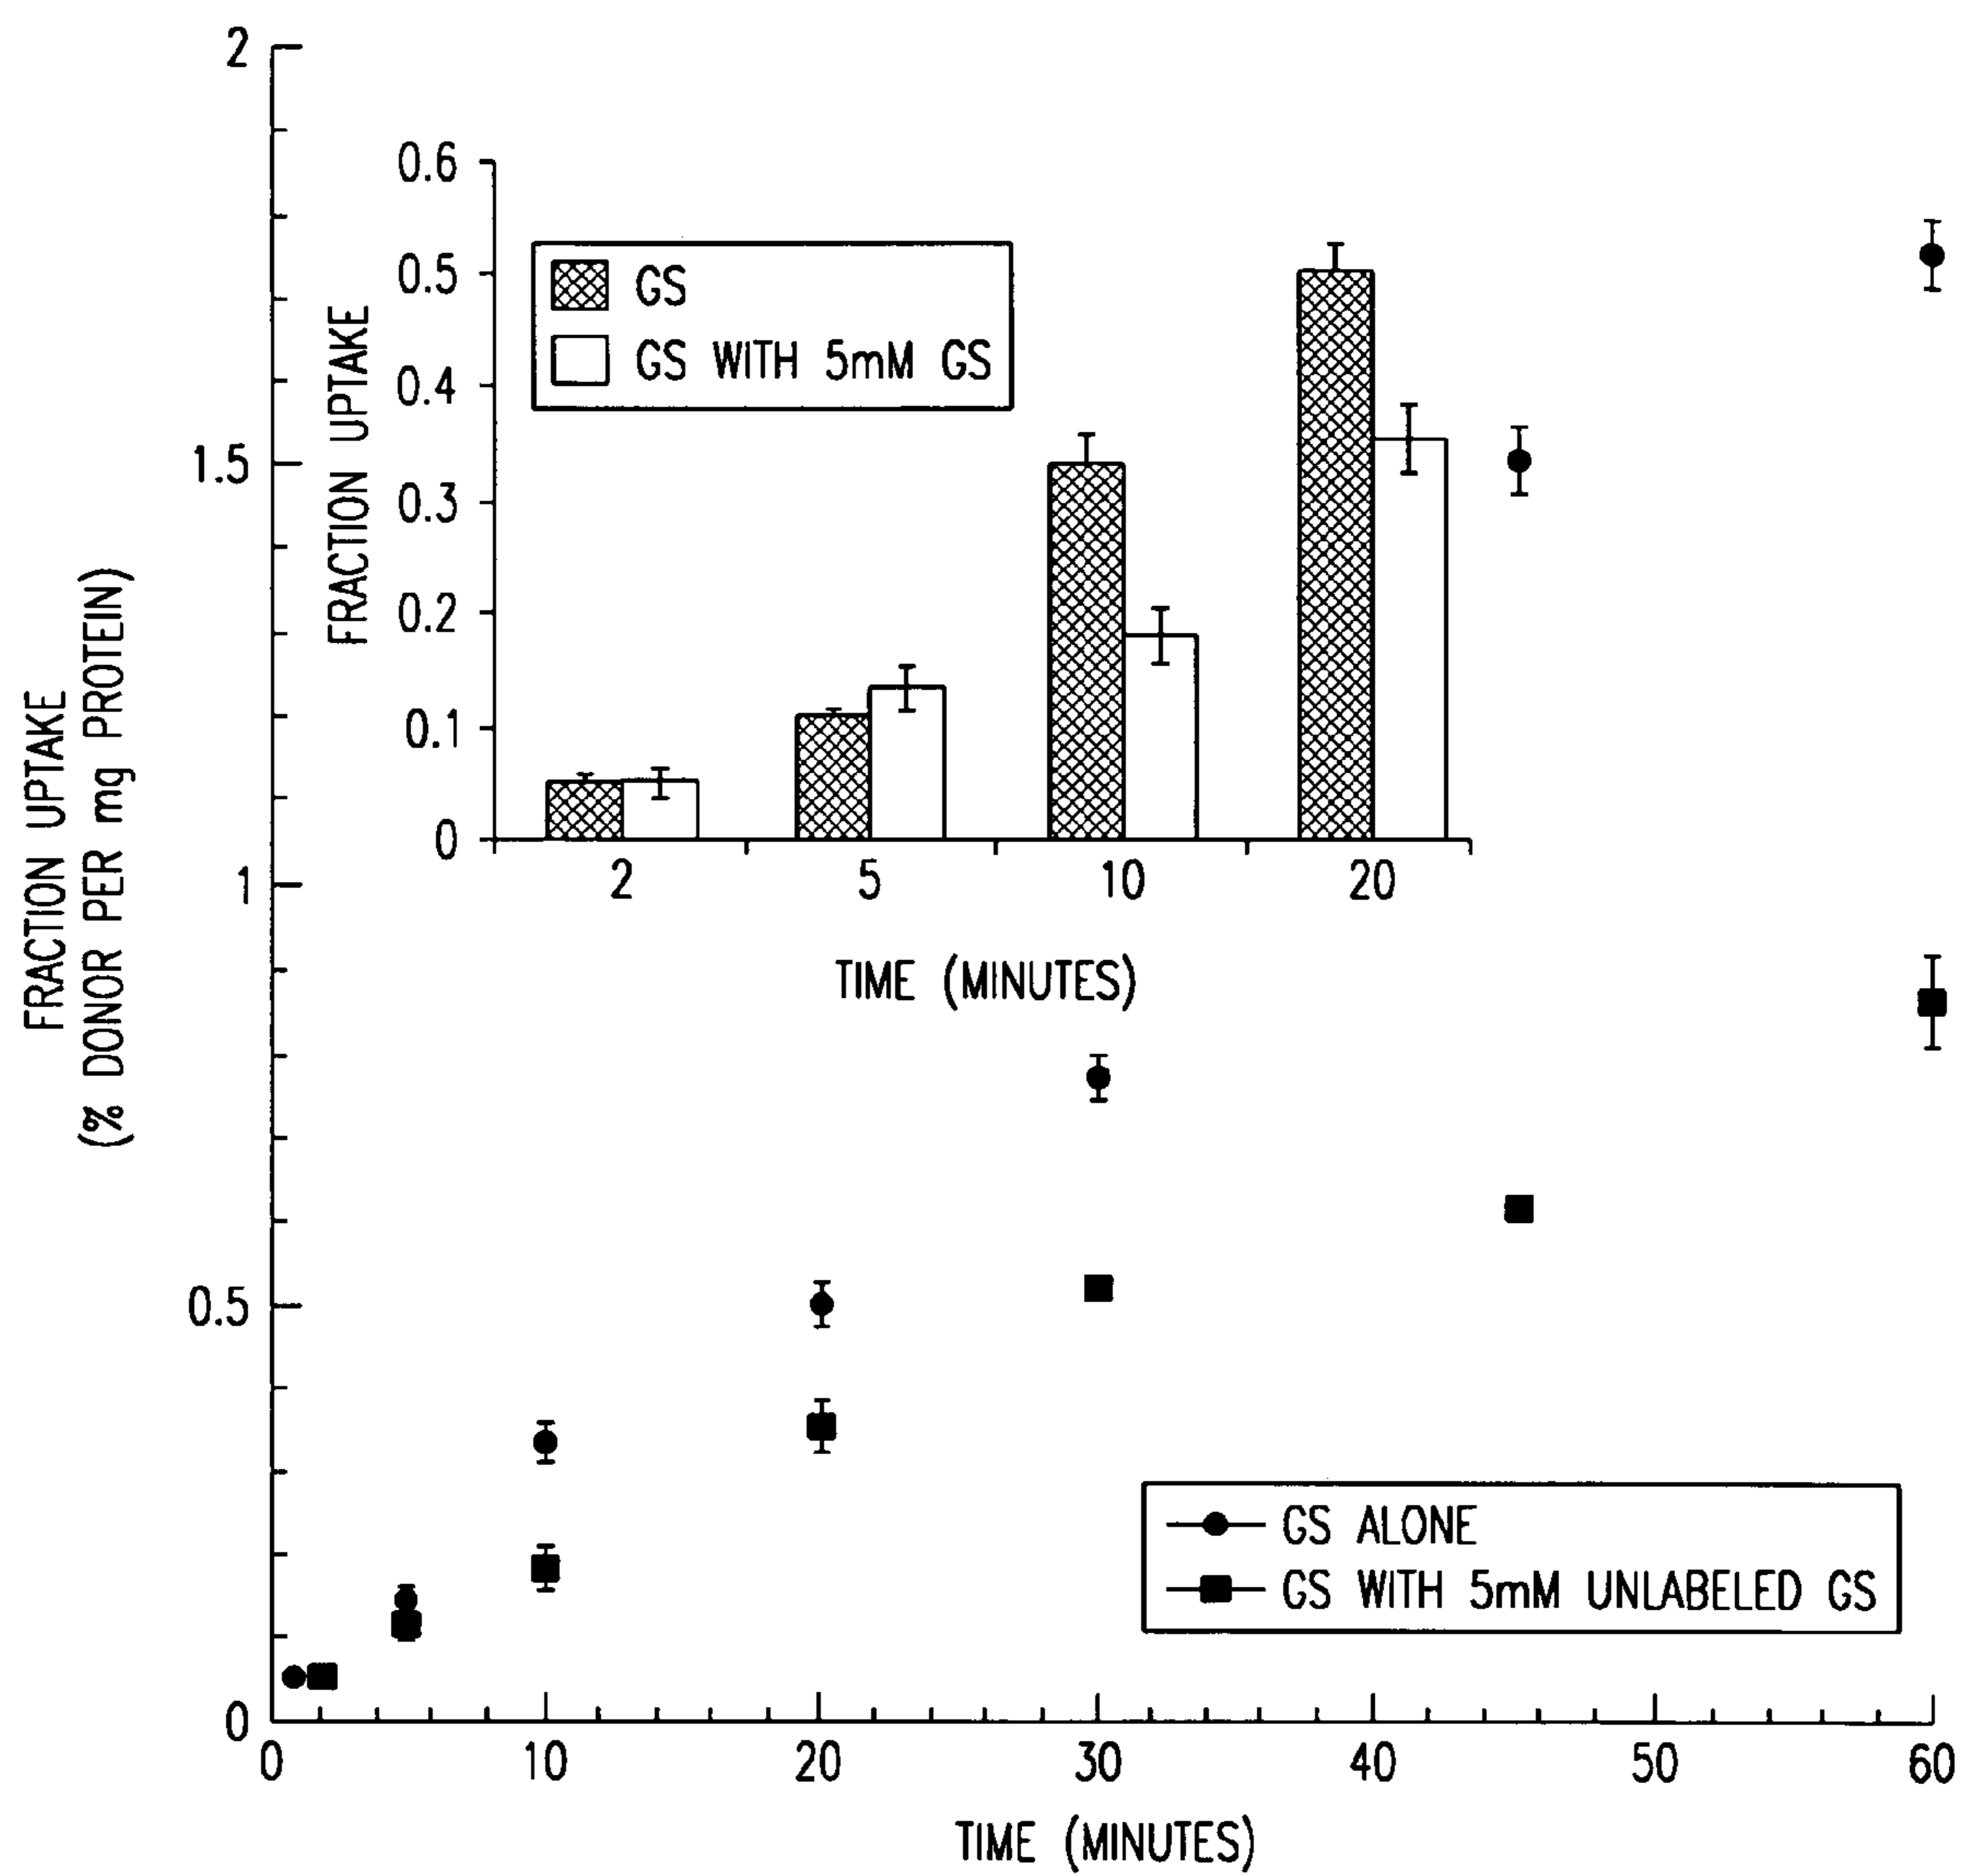 FRACTION UPTAKE
(% DONOR PER mg PROTEIN)
2
1.5
1
0.5
0
0
10
20
30
40
50
60
TIME (MINUTES)
FRACTION UPTAKE
0.6
0.5
0.4
0.3
0.2
0.1
0
2
5
10
20
TIME (MINUTES)
GS
GS WITH 5mM GS
GS ALONE
GS WITH 5mM UNLABELED GS